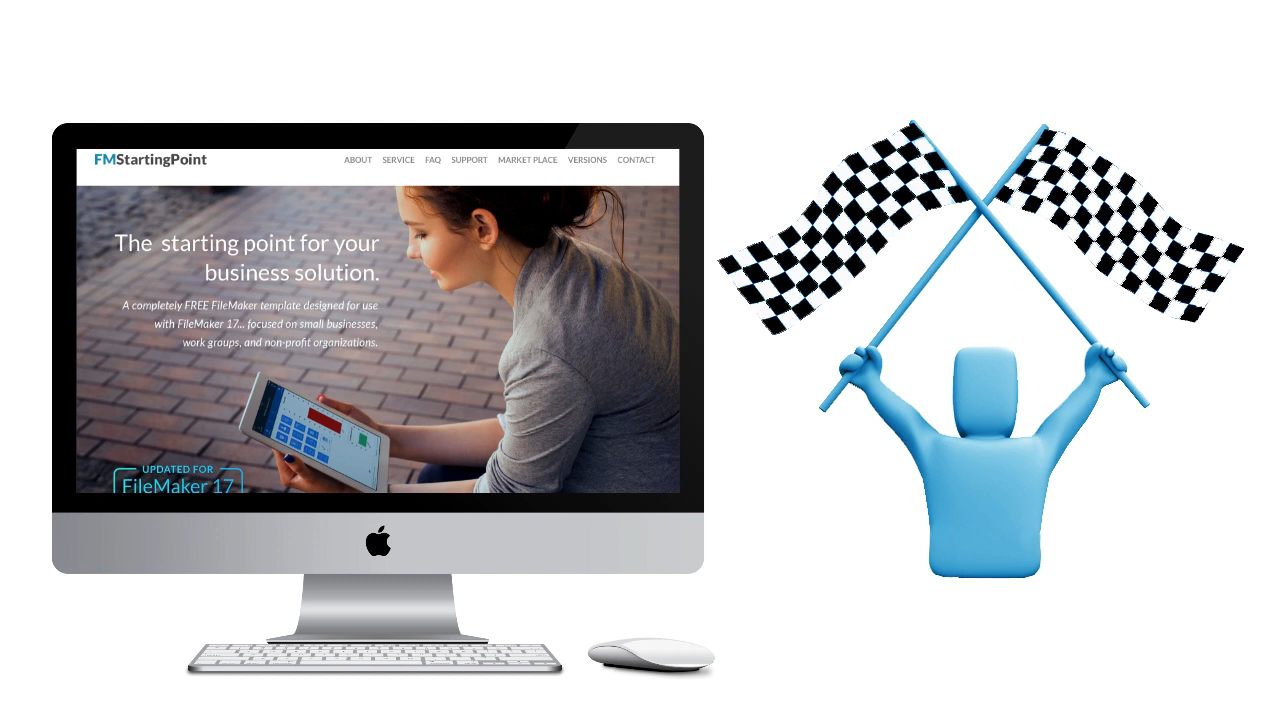 FMStartingPoint
ABOUT SERVICE FAQ SUPPORT MARKET PLACE VERSIONS CONTACT
The starting point for your
business solution.
A completely FREE FileMaker template designed for use
with FileMaker 17... focused on small businesses,
work groups, and non-profit organizations.
UPDATED FOR
FileMaker 17